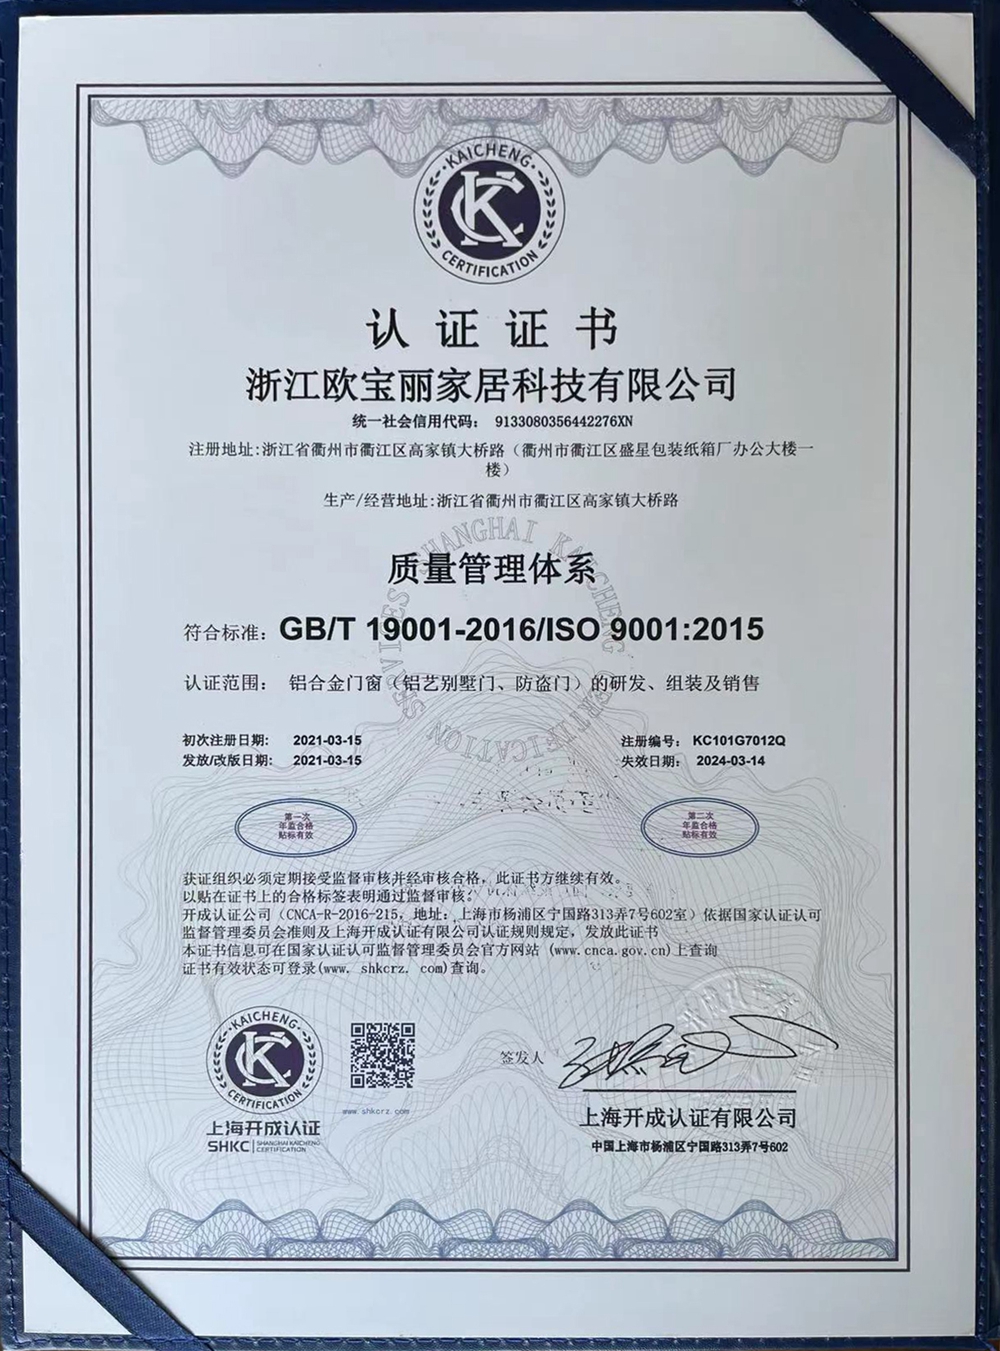 KAICHENG
KC
CERTIFICATION
认证证书
浙江欧宝丽家居科技有限公司
统一社会信用代码: 9133080356442276XN
注册地址:浙江省衢州市衢江区高家镇大桥路（衢州市衢江区盛星包装纸箱厂办公大楼一
楼）
生产/经营地址:浙江省衢州市衢江区高家镇大桥路
SHANGHAI KAICHENG CERTIFICATION SERVICES
质量管理体系
符合标准: GB/T 19001-2016/ISO 9001:2015
认证范围: 铝合金门窗（铝艺别墅门、防盗门）的研发、组装及销售
初次注册日期: 2021-03-15 注册编号: KC101G7012Q
发放/改版日期: 2021-03-15 失效日期: 2024-03-14
第一次
年监合格
贴标有效
第二次
年监合格
贴标有效
获证组织必须定期接受监督审核并经审核合格，此证书方继续有效。
以贴在证书上的合格标签表明通过监督审核。
开成认证公司（CNCA-R-2016-215，地址：上海市杨浦区宁国路313弄7号602室）依据国家认证认可
监督管理委员会准则及上海开成认证有限公司认证规则规定，发放此证书
本证书信息可在国家认证认可监督管理委员会官方网站 (www.cnca.gov.cn)上查询
证书有效状态可登录(www. shkcrz. com)查询。
KAICHENG
KC
CERTIFICATION
上海开成认证
SHKC SHANGHAI KAICHENG
CERTIFICATION
www.shkcrz.com
签发人
上海开成认证有限公司
中国上海市杨浦区宁国路313弄7号602